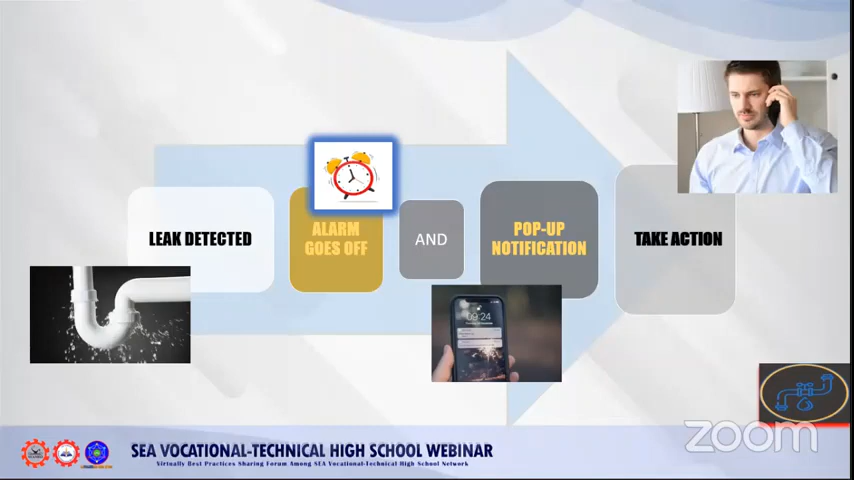 LEAK DETECTED
ALARM
GOES OFF
AND
POP-UP
NOTIFICATION
TAKE ACTION
09:24
zoom
SEA VOCATIONAL-TECHNICAL HIGH SCHOOL WEBINAR
Virtually Best Practices Sharing Forum Among SEA Vocational-Technical High School Network